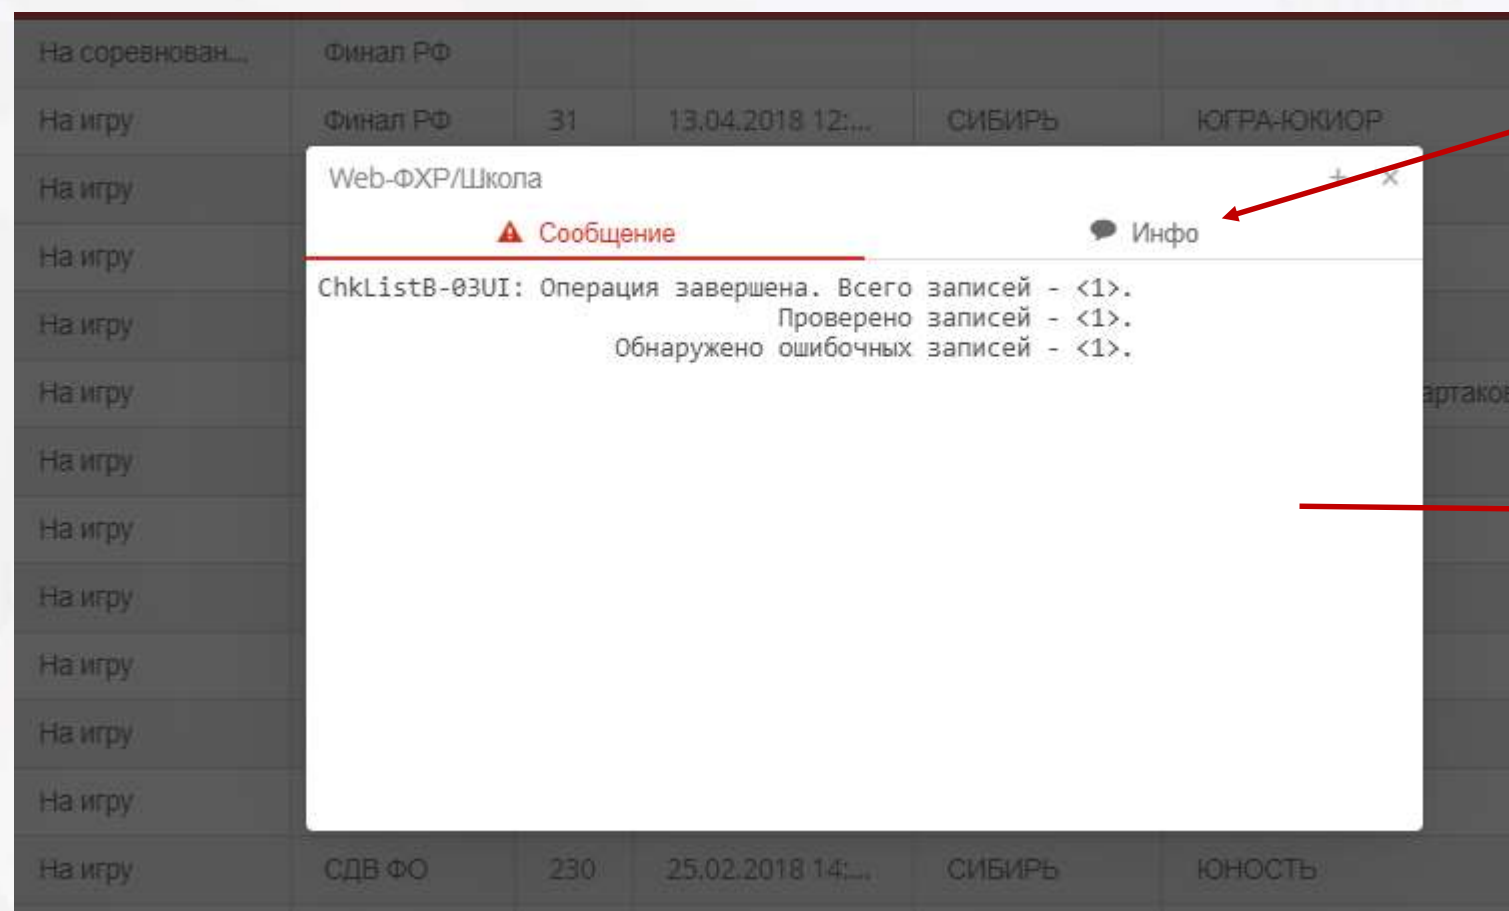 На соревнован... Финал РФ
На игру Финал РФ 31 13.04.2018 12:... СИБИРЬ ЮГРА-ЮКИОР
Web-ФХР/Школа + ×
На игру
Сообщение Инфо
На игру
ChkListB-03UI: Операция завершена. Всего записей - <1>.
Проверено записей - <1>.
На игру
Обнаружено ошибочных записей - <1>.
На игру
На игру
На игру
На игру
На игру
На игру
На игру
На игру СДВ ФО 230 25.02.2018 14:... СИБИРЬ ЮНОСТЬ